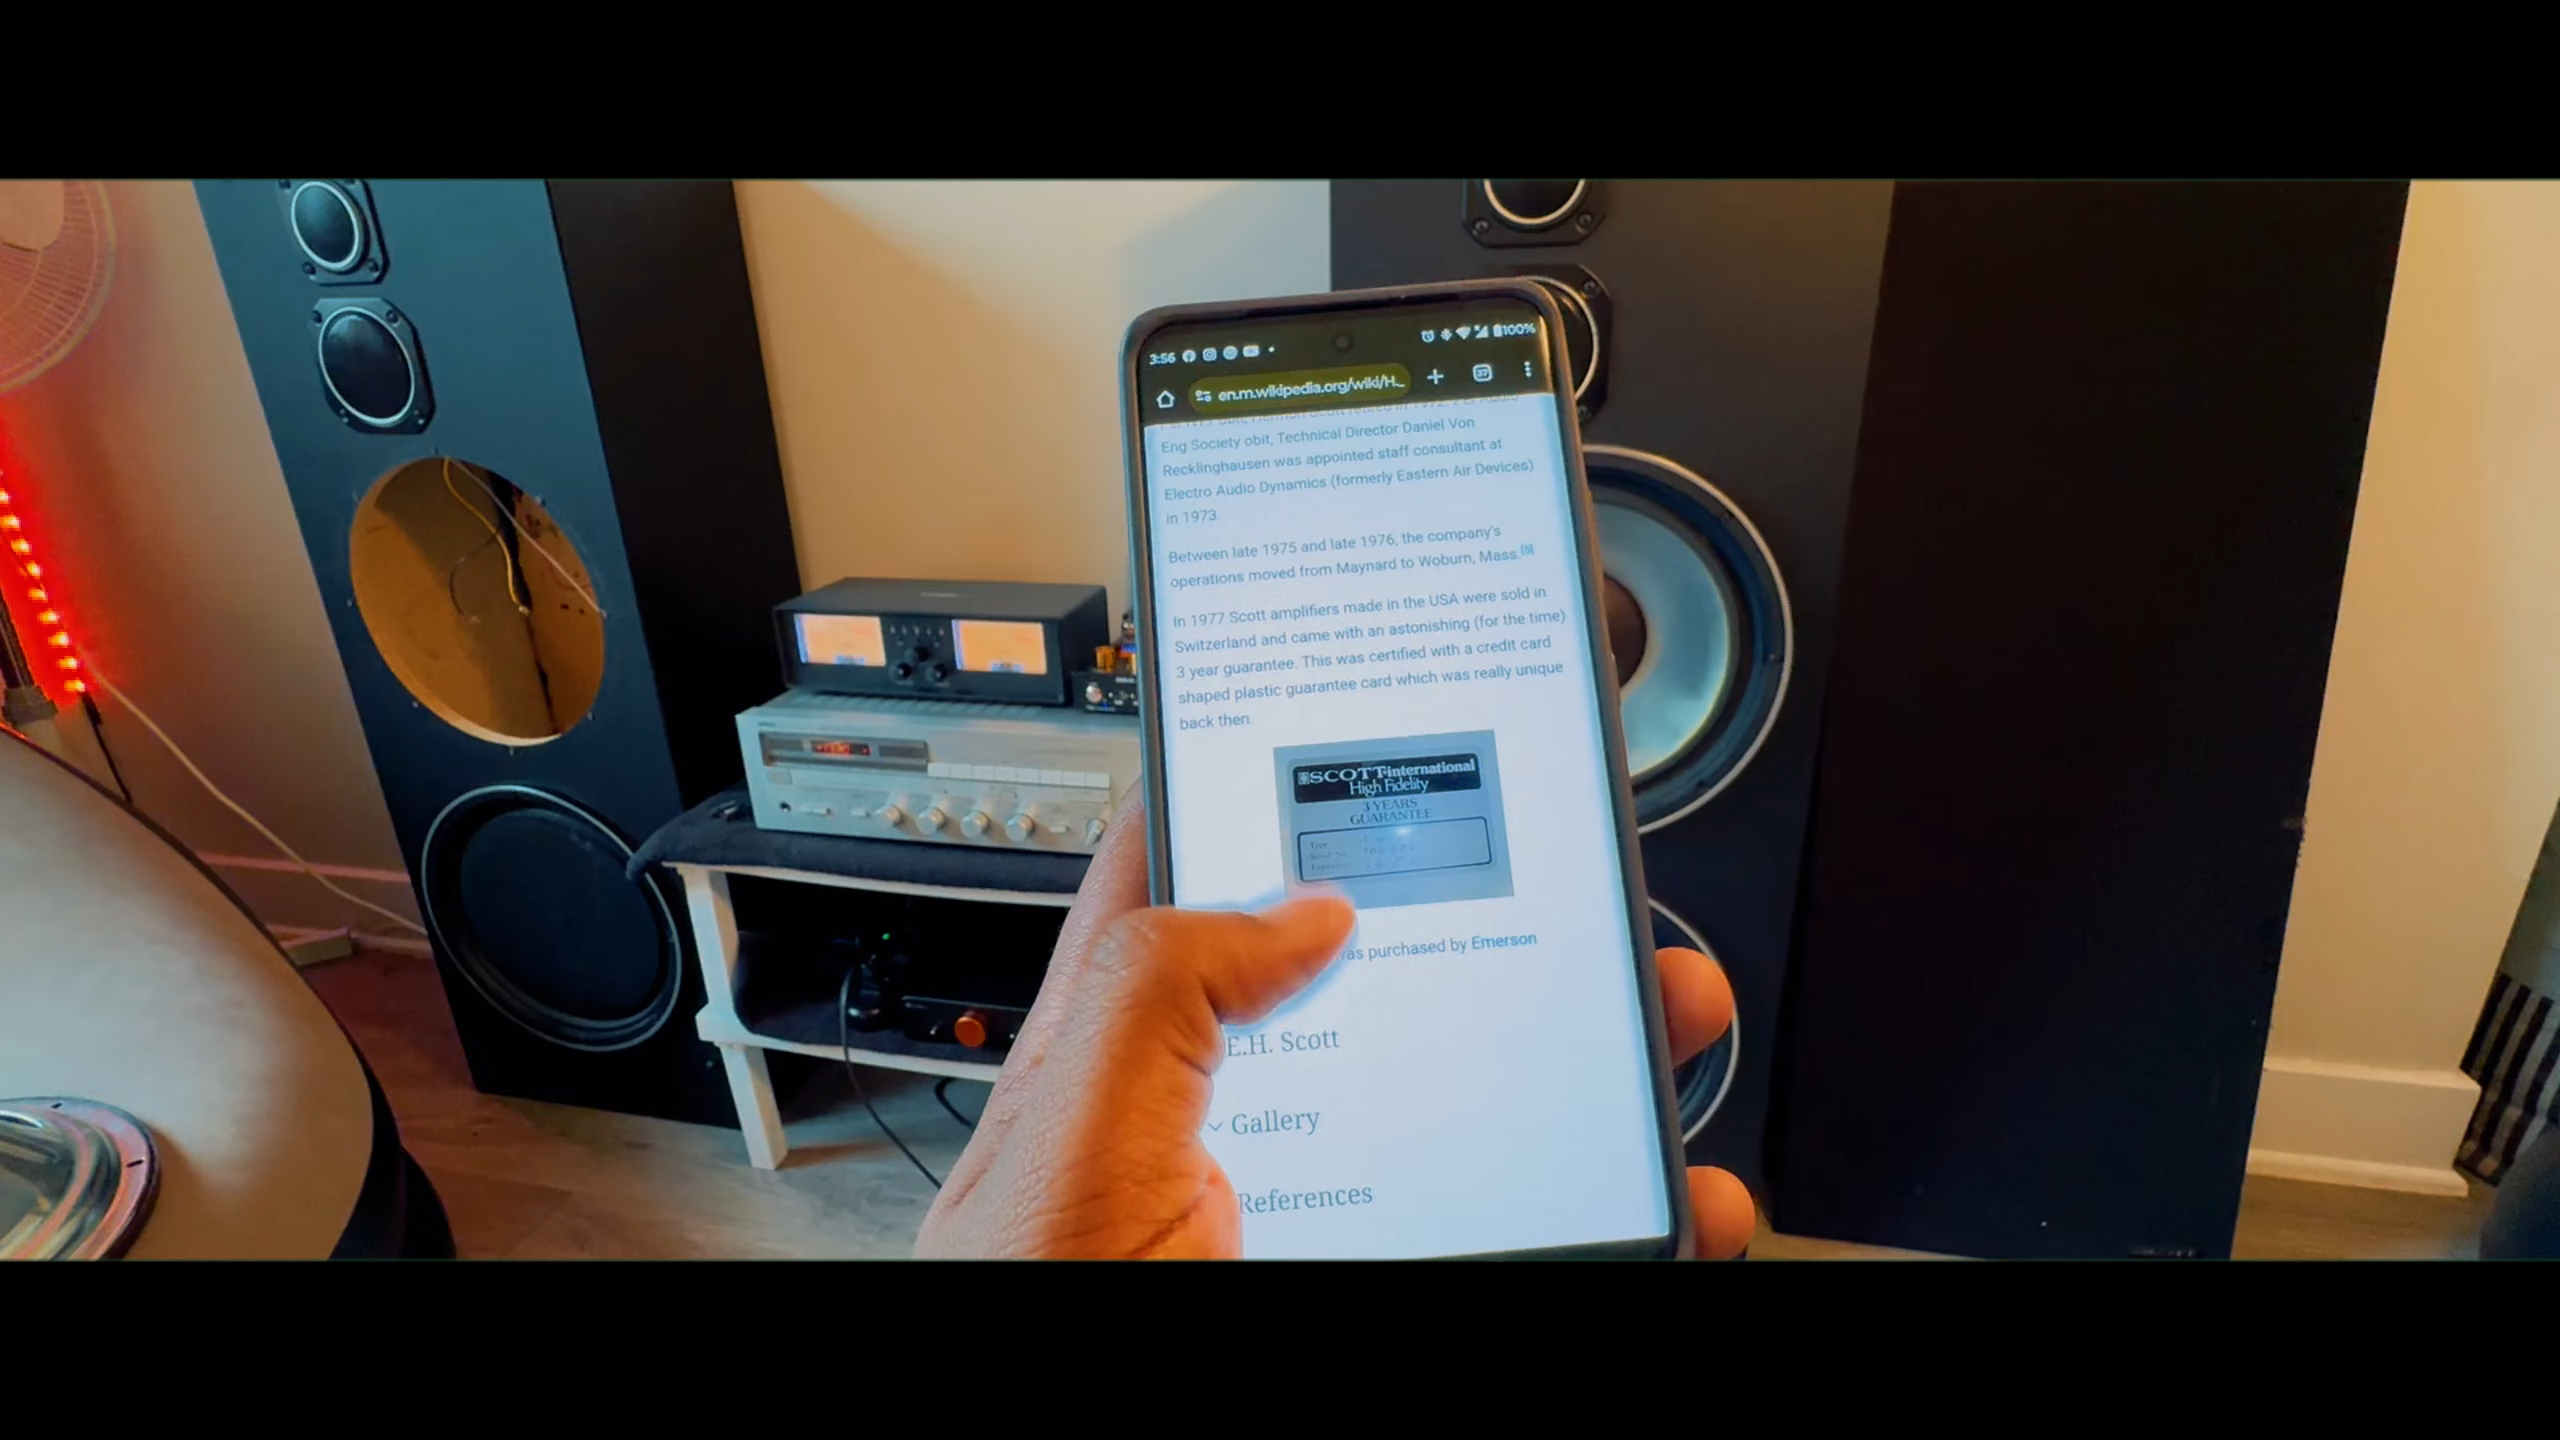 3:56
100%
en.m.wikipedia.org/wiki/H...
37
Eng Society obit, Technical Director Daniel Von
Recklinghausen was appointed staff consultant at
Electro Audio Dynamics (formerly Eastern Air Devices)
in 1973.
Between late 1975 and late 1976, the company's
operations moved from Maynard to Woburn, Mass.[5]
In 1977 Scott amplifiers made in the USA were sold in
Switzerland and came with an astonishing (for the time)
3 year guarantee. This was certified with a credit card
shaped plastic guarantee card which was really unique
back then.
SCOTT international
High Fidelity
3 YEARS
GUARANTEE
Type
Serial No.
was purchased by Emerson
E.H. Scott
Gallery
References